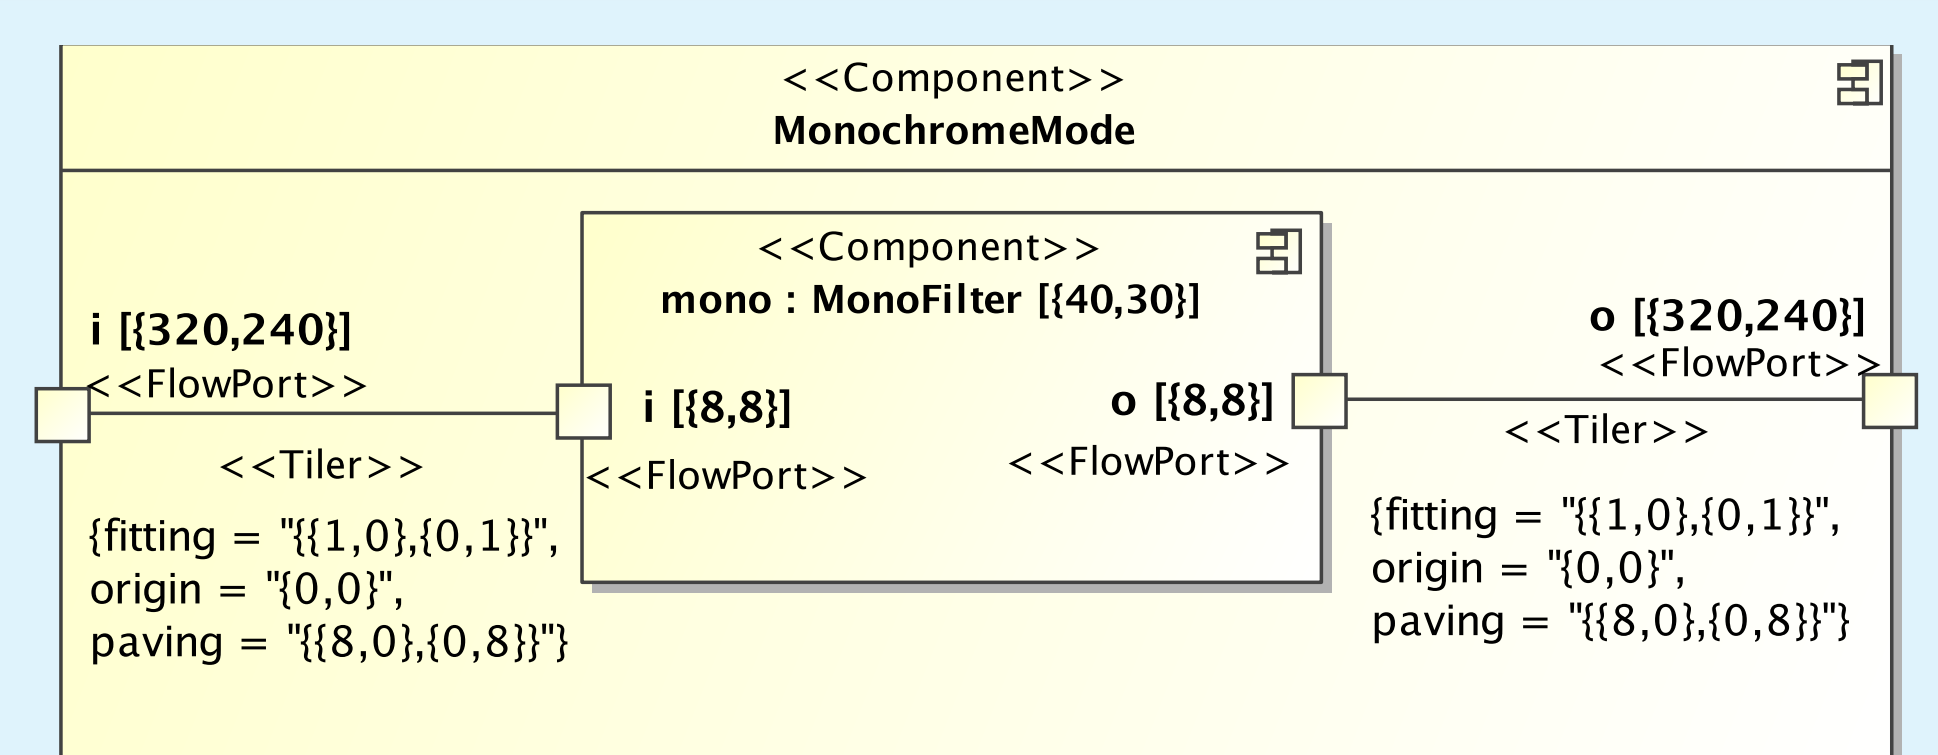 <<Component>>
MonochromeMode
<<Component>>
mono : MonoFilter [{40,30}]
i [{320,240}]
<<FlowPort>>
o [{320,240}]
<<FlowPort>>
i [{8,8}]
<<FlowPort>>
o [{8,8}]
<<FlowPort>>
<<Tiler>>
{fitting = "{{1,0},{0,1}}",
origin = "{0,0}",
paving = "{{8,0},{0,8}}"}
<<Tiler>>
{fitting = "{{1,0},{0,1}}",
origin = "{0,0}",
paving = "{{8,0},{0,8}}"}